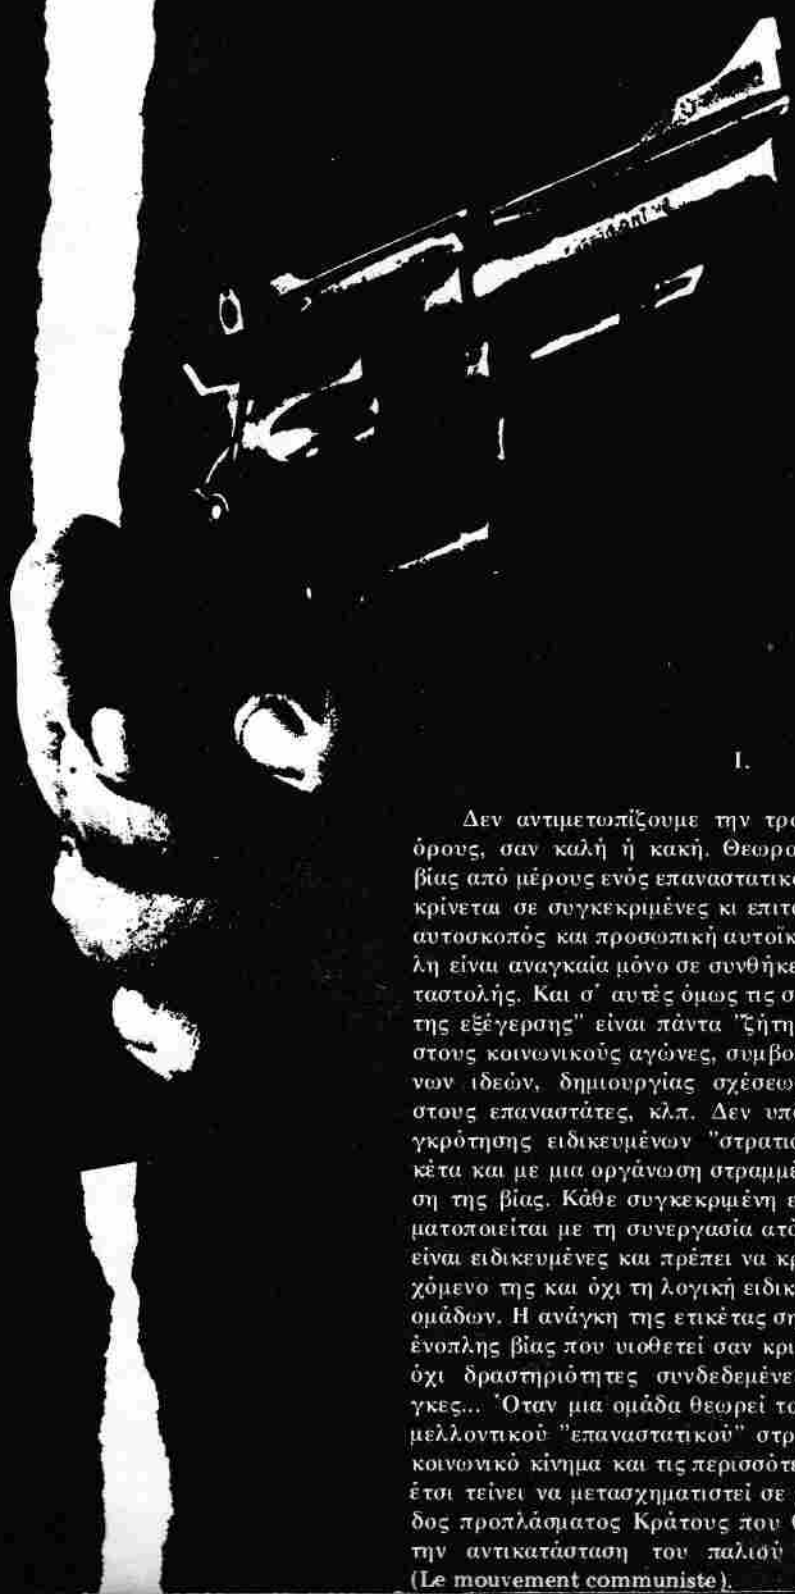 I.
Δεν αντιμετωπίζουμε την τρο
όρους, σαν καλή ή κακή. Θεωρο
βίας από μέρους ενός επαναστατικο
κρίνεται σε συγκεκριμένες κι επιτα
αυτοσκοπός και προσωπική αυτοϊκ
λη είναι αναγκαία μόνο σε συνθήκε
ταστολής. Και σ' αυτές όμως τις σ
της εξέγερσης" είναι πάντα "ζήτη
στους κοινωνικούς αγώνες, συμβο
νων ιδεών, δημιουργίας σχέσεω
στους επαναστάτες, κλπ. Δεν υπά
γκρότησης ειδικευμένων "στρατιω
κέτα και με μια οργάνωση στραμμέ
ση της βίας. Κάθε συγκεκριμένη ε
ματοποιείται με τη συνεργασία ατό
είναι ειδικευμένες και πρέπει να κρ
χόμενο της και όχι τη λογική ειδικ
ομάδων. Η ανάγκη της ετικέτας ση
ένοπλης βίας που υιοθετεί σαν κρι
όχι δραστηριότητες συνδεδεμένε
γκες... Όταν μια ομάδα θεωρεί το
μελλοντικού "επαναστατικού" στρ
κοινωνικό κίνημα και τις περισσότε
έτσι τείνει να μετασχηματιστεί σε
δος προπλάσματος Κράτους που
την αντικατάσταση του παλιού
(Le mouvement communiste).